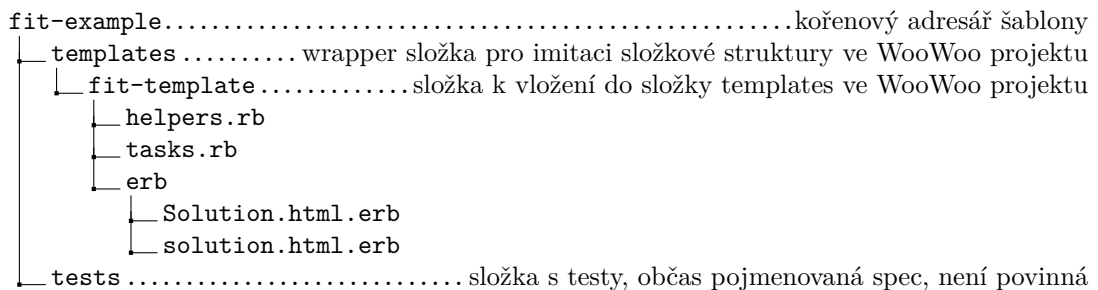 fit-example......................................................kořenový adresář šablony
templates..........wrapper složka pro imitaci složkové struktury ve WooWoo projektu
fit-template.............složka k vložení do složky templates ve WooWoo projektu
helpers.rb
tasks.rb
erb
Solution.html.erb
solution.html.erb
tests............................složka s testy, občas pojmenovaná spec, není povinná